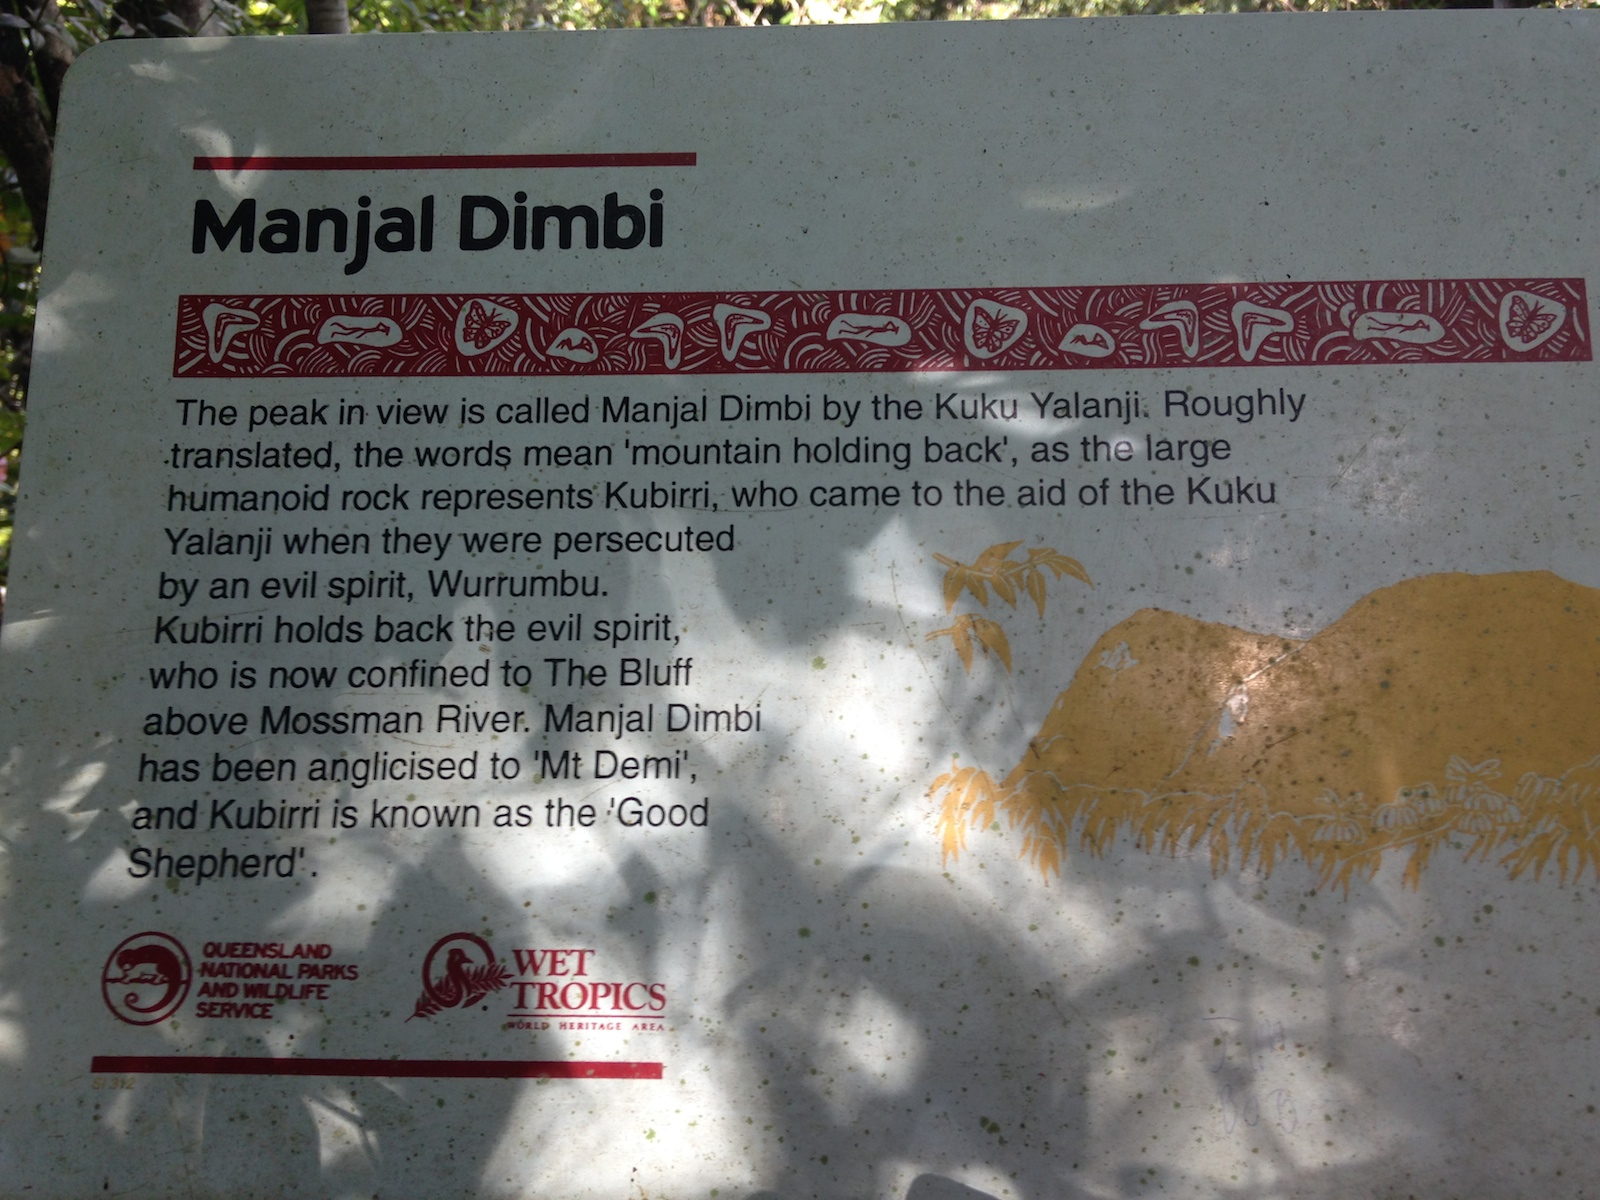 Manjal Dimbi
The peak in view is called Manjal Dimbi by the Kuku Yalanji. Roughly
translated, the words mean 'mountain holding back', as the large
humanoid rock represents Kubirri, who came to the aid of the Kuku
Yalanji when they were persecuted
by an evil spirit, Wurrumbu.
Kubirri holds back the evil spirit,
who is now confined to The Bluff
above Mossman River. Manjal Dimbi
has been anglicised to 'Mt Demi',
and Kubirri is known as the 'Good
Shepherd'.
QUEENSLAND
NATIONAL PARKS
AND WILDLIFE
SERVICE
WET
TROPICS
WORLD HERITAGE AREA